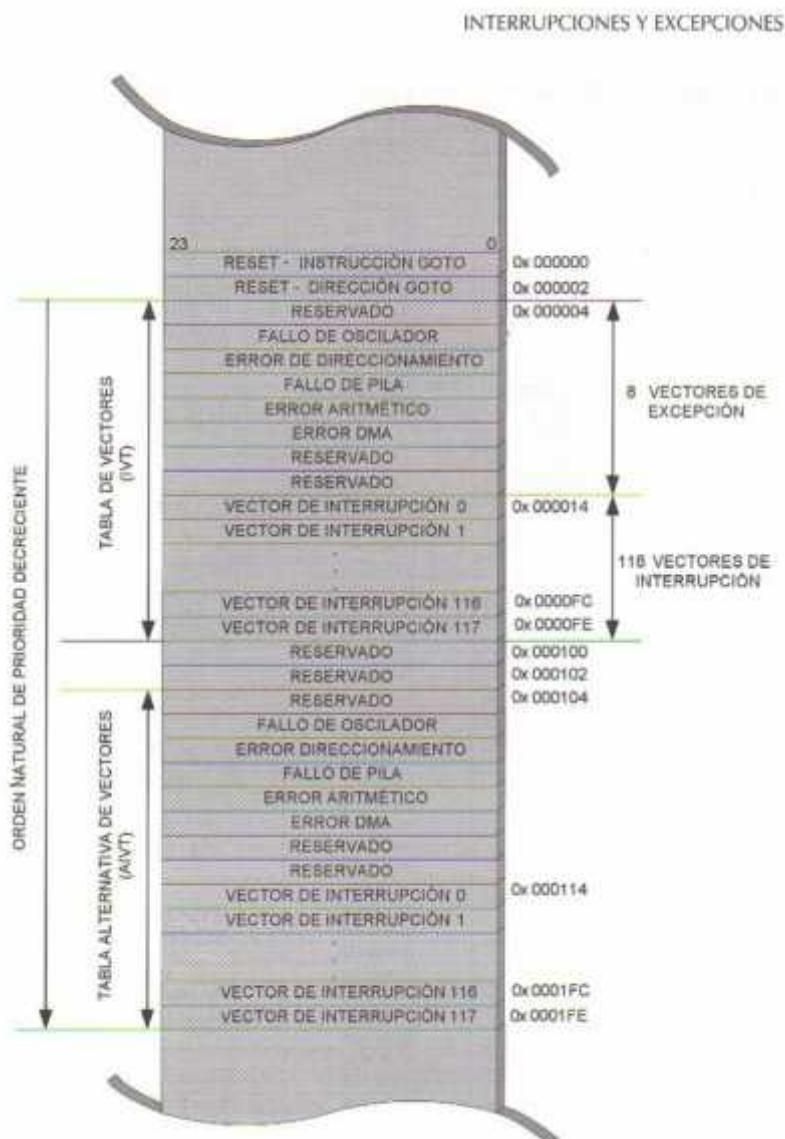 INTERRUPCIONES Y EXCEPCIONES
23 0
RESET - INSTRUCCIÓN GOTO 0x 000000
RESET - DIRECCIÓN GOTO 0x 000002
RESERVADO 0x 000004
FALLO DE OSCILADOR
ERROR DE DIRECCIONAMIENTO
FALLO DE PILA
ERROR ARITMÉTICO
ERROR DMA
RESERVADO
RESERVADO
VECTOR DE INTERRUPCIÓN 0 0x 000014
VECTOR DE INTERRUPCIÓN 1
VECTOR DE INTERRUPCIÓN 116 0x 0000FC
VECTOR DE INTERRUPCIÓN 117 0x 0000FE
RESERVADO 0x 000100
RESERVADO 0x 000102
RESERVADO 0x 000104
FALLO DE OSCILADOR
ERROR DIRECCIONAMIENTO
FALLO DE PILA
ERROR ARITMÉTICO
ERROR DMA
RESERVADO
RESERVADO
VECTOR DE INTERRUPCIÓN 0 0x 000114
VECTOR DE INTERRUPCIÓN 1
VECTOR DE INTERRUPCIÓN 116 0x 0001FC
VECTOR DE INTERRUPCIÓN 117 0x 0001FE
ORDEN NATURAL DE PRIORIDAD DECRECIENTE
TABLA DE VECTORES
(IVT)
TABLA ALTERNATIVA DE VECTORES
(AIVT)
8 VECTORES DE
EXCEPCIÓN
118 VECTORES DE
INTERRUPCIÓN